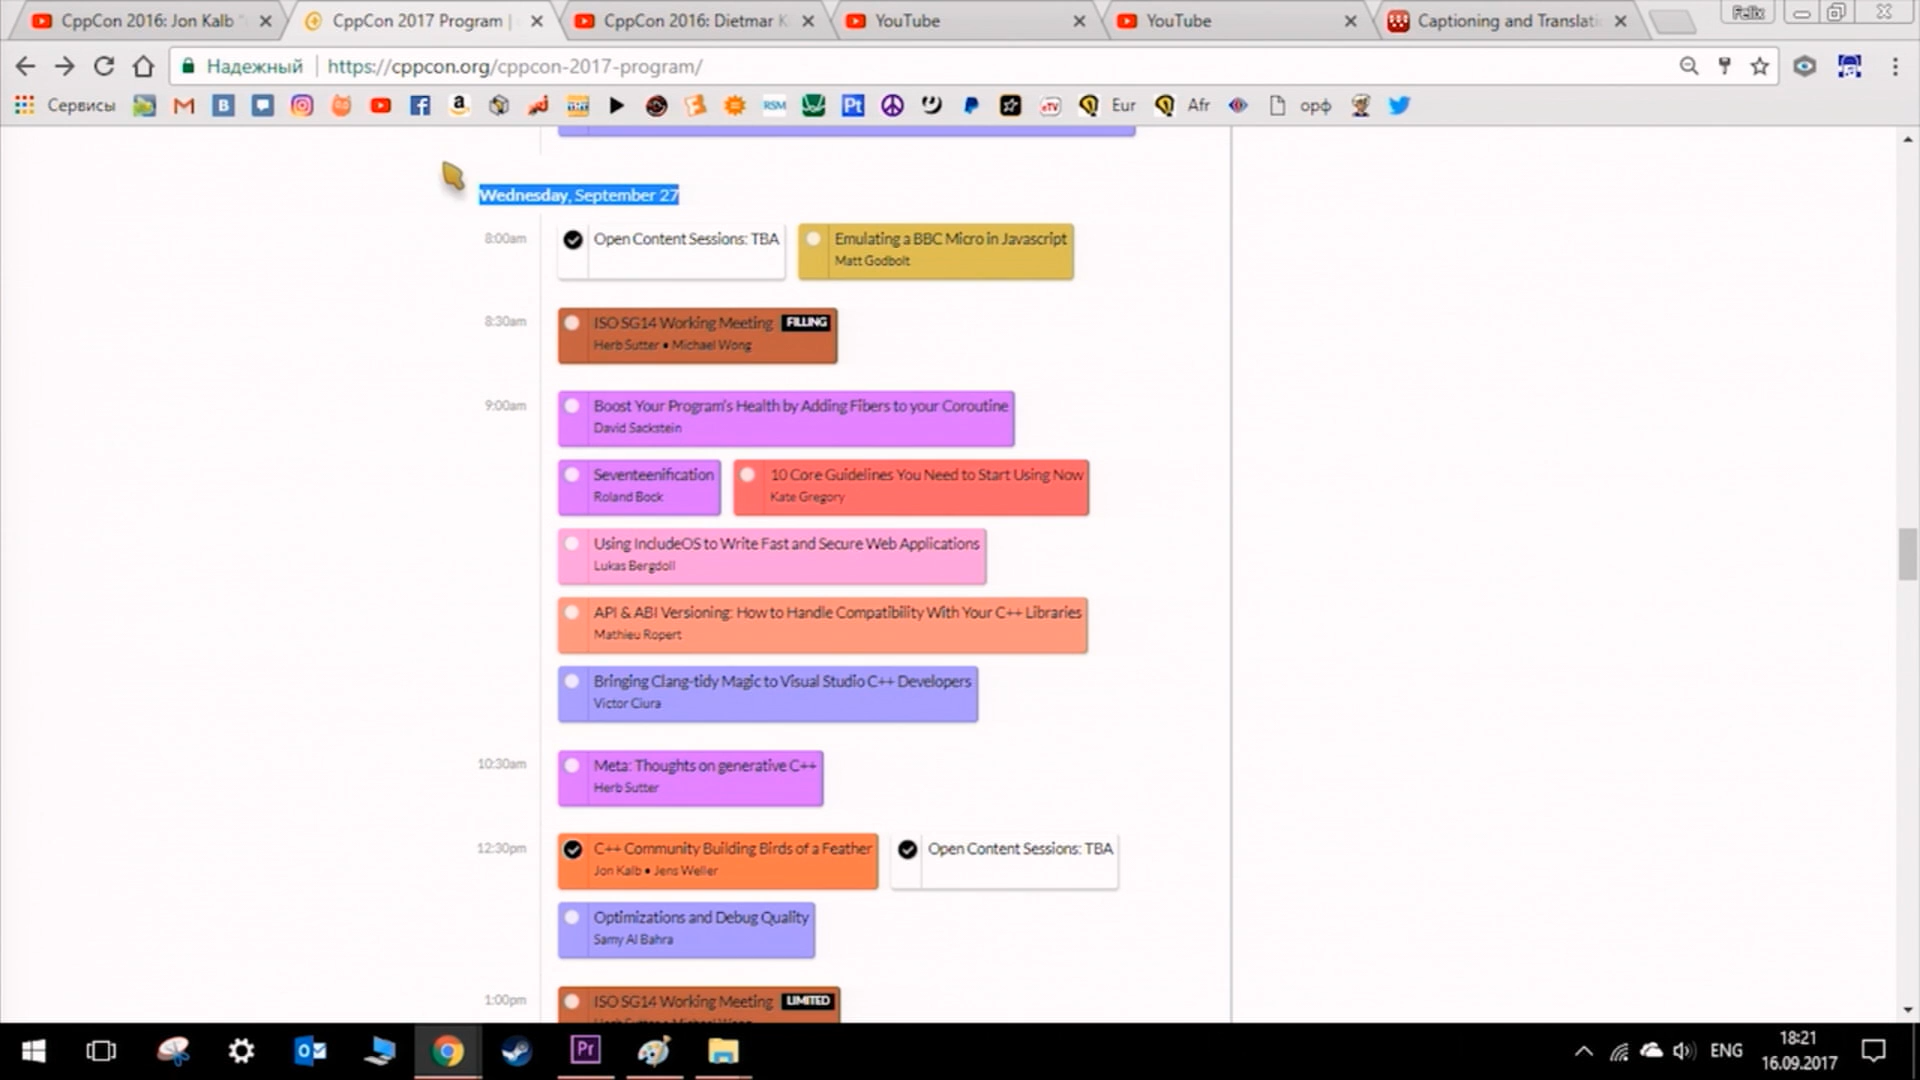 CppCon 2016: Jon Kalb
CppCon 2017 Program |
CppCon 2016: Dietmar K
YouTube
YouTube
Captioning and Translati
Felix
Надежный
https://cppcon.org/cppcon-2017-program/
Сервисы
RSM
Pt
eTV
Eur
Afr
орф
Wednesday, September 27
8:00am
Open Content Sessions: TBA
Emulating a BBC Micro in Javascript
Matt Godbolt
8:30am
ISO SG14 Working Meeting FILLING
Herb Sutter • Michael Wong
9:00am
Boost Your Program's Health by Adding Fibers to your Coroutine
David Sackstein
Seventeenification
Roland Bock
10 Core Guidelines You Need to Start Using Now
Kate Gregory
Using IncludeOS to Write Fast and Secure Web Applications
Lukas Bergdoll
API & ABI Versioning: How to Handle Compatibility With Your C++ Libraries
Mathieu Ropert
Bringing Clang-tidy Magic to Visual Studio C++ Developers
Victor Ciura
10:30am
Meta: Thoughts on generative C++
Herb Sutter
12:30pm
C++ Community Building Birds of a Feather
Jon Kalb • Jens Weller
Open Content Sessions: TBA
Optimizations and Debug Quality
Samy Al Bahra
1:00pm
ISO SG14 Working Meeting LIMITED
Herb Sutter • Michael Wong
Pr
ENG
18:21
16.09.2017